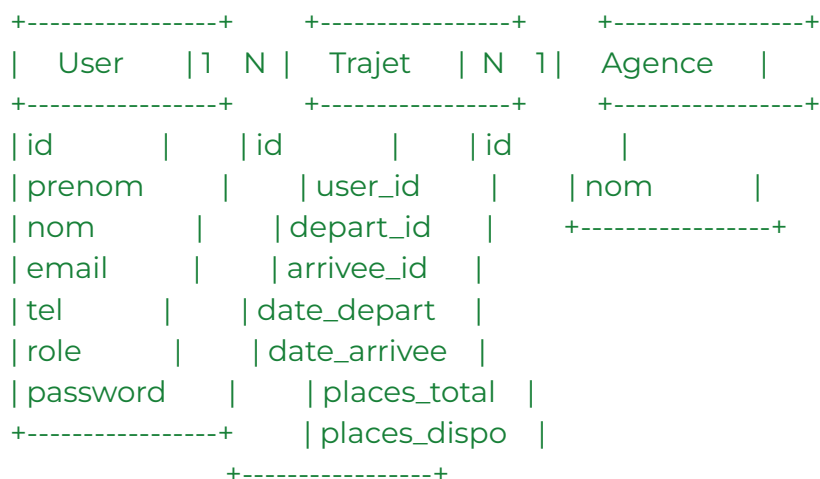 +-----------------+ +-----------------+ +-----------------+
| User | 1 N | Trajet | N 1 | Agence |
+-----------------+ +-----------------+ +-----------------+
| id | | id | | id |
| prenom | | user_id | | nom |
| nom | | depart_id | +-----------------+
| email | | arrivee_id |
| tel | | date_depart |
| role | | date_arrivee |
| password | | places_total |
+-----------------+ | places_dispo |
+-----------------+